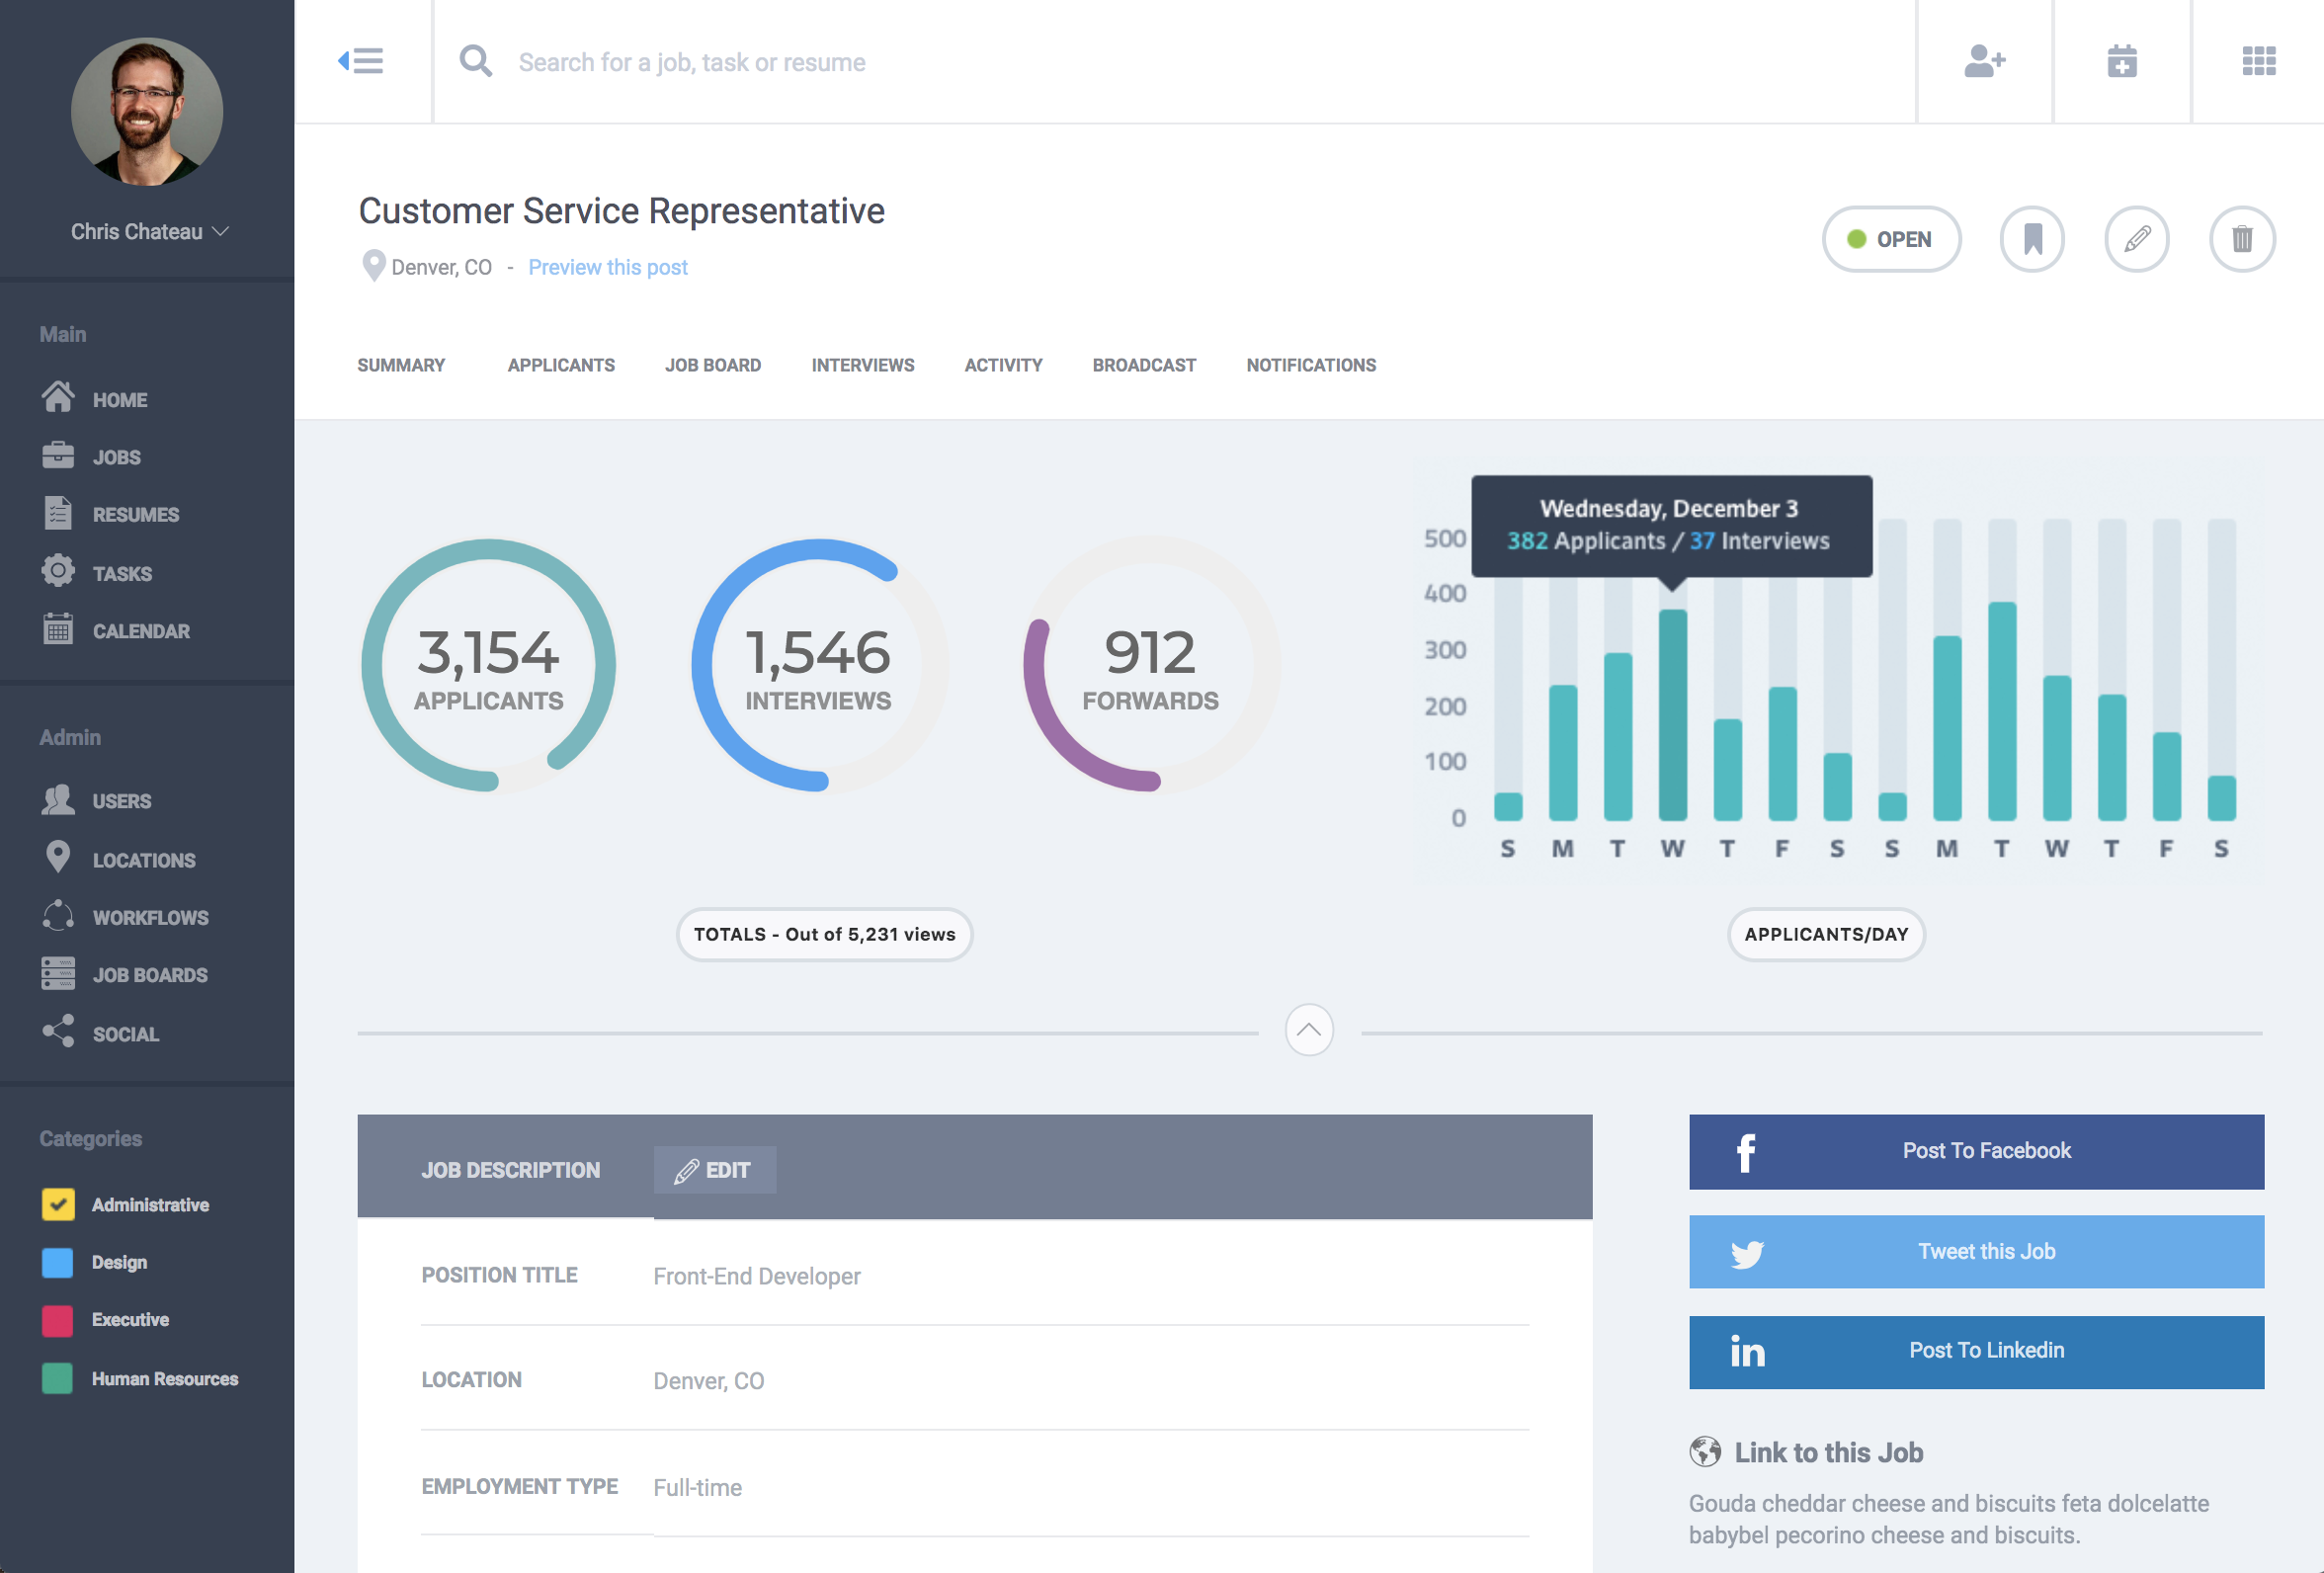 Chris Chateau
Main
HOME
JOBS
RESUMES
TASKS
CALENDAR
Admin
USERS
LOCATIONS
WORKFLOWS
JOB BOARDS
SOCIAL
Categories
Administrative
Design
Executive
Human Resources
Search for a job, task or resume
Customer Service Representative
Denver, CO - Preview this post
OPEN
SUMMARY APPLICANTS JOB BOARD INTERVIEWS ACTIVITY BROADCAST NOTIFICATIONS
3,154
APPLICANTS
1,546
INTERVIEWS
912
FORWARDS
TOTALS - Out of 5,231 views
Wednesday, December 3
382 Applicants / 37 Interviews
500
400
300
200
100
0
S M T W T F S S M T W T F S
APPLICANTS/DAY
JOB DESCRIPTION EDIT
POSITION TITLE Front-End Developer
LOCATION Denver, CO
EMPLOYMENT TYPE Full-time
f
Post To Facebook
Tweet this Job
in
Post To Linkedin
Link to this Job
Gouda cheddar cheese and biscuits feta dolcelatte
babybel pecorino cheese and biscuits.